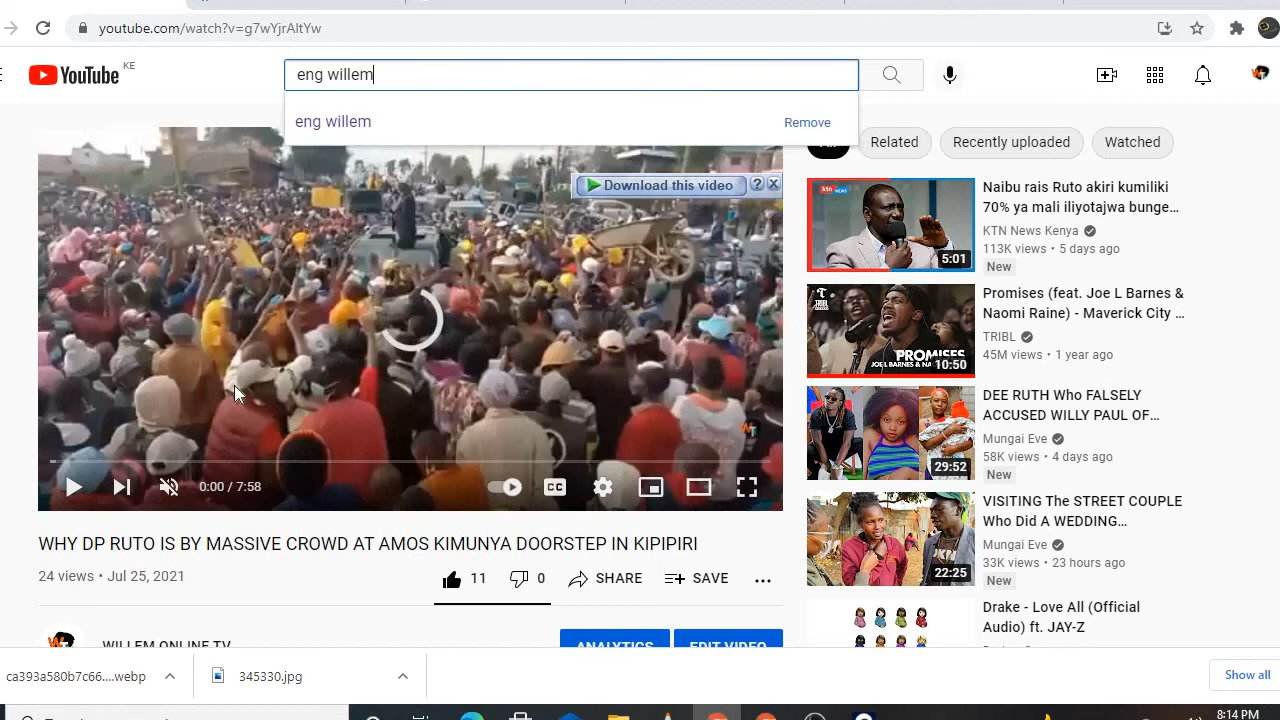 youtube.com/watch?v=g7wYjrAltYw
YouTube KE
eng willem
eng willem
Remove
Related
Recently uploaded
Watched
Download this video
Naibu rais Ruto akiri kumiliki
70% ya mali iliyotajwa bunge…
KTN News Kenya
113K views • 5 days ago
New
5:01
Promises (feat. Joe L Barnes &
Naomi Raine) - Maverick City …
TRIBL
45M views • 1 year ago
TRIBL
PROMISES
10:50
DEE RUTH Who FALSELY
ACCUSED WILLY PAUL OF…
Mungai Eve
58K views • 4 days ago
New
29:52
VISITING The STREET COUPLE
Who Did A WEDDING…
Mungai Eve
33K views • 23 hours ago
New
22:25
Drake - Love All (Official
Audio) ft. JAY-Z
0:00 / 7:58
CC
WHY DP RUTO IS BY MASSIVE CROWD AT AMOS KIMUNYA DOORSTEP IN KIPIPIRI
24 views • Jul 25, 2021
11
0
SHARE
SAVE
WILLEM ONLINE TV
ANALYTICS
EDIT VIDEO
ca393a580b7c66....webp
345330.jpg
Show all
8:14 PM